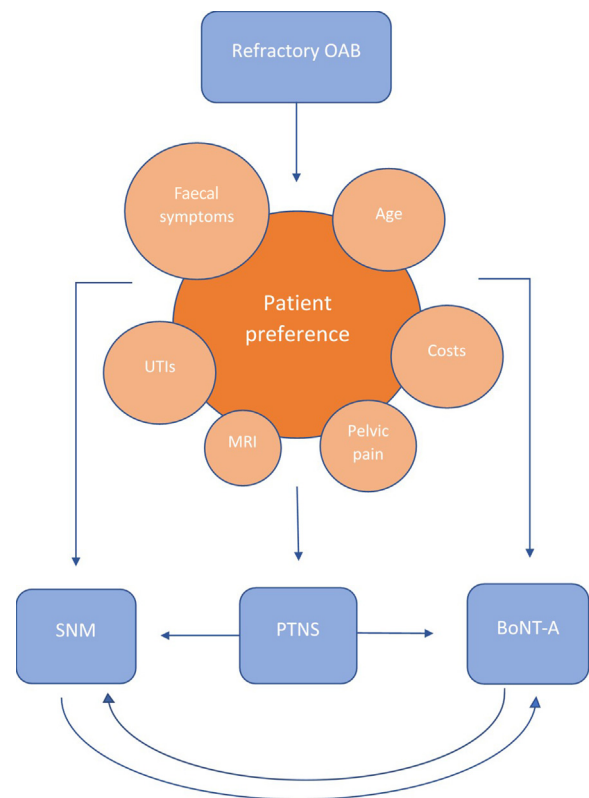 Refractory OAB
Faecal
symptoms
Age
Patient
preference
UTIs
Costs
MRI
Pelvic
pain
SNM
PTNS
BoNT-A